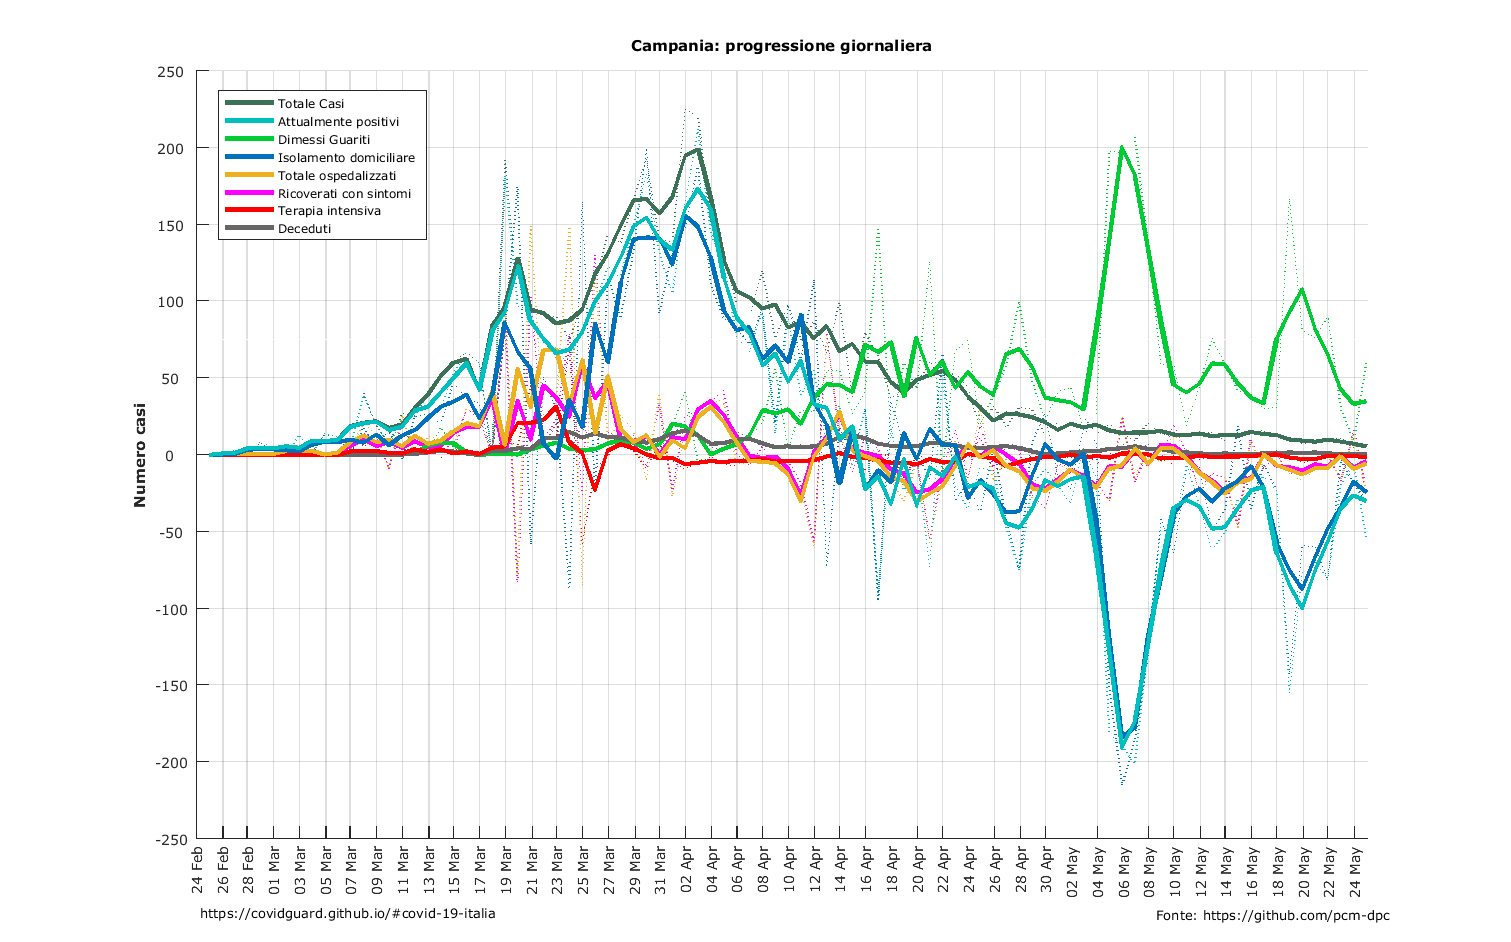 Campania: progressione giornaliera
Numero casi
250
200
150
100
50
0
-50
-100
-150
-200
-250
Totale Casi
Attualmente positivi
Dimessi Guariti
Isolamento domiciliare
Totale ospedalizzati
Ricoverati con sintomi
Terapia intensiva
Deceduti
24 Feb
26 Feb
28 Feb
01 Mar
03 Mar
05 Mar
07 Mar
09 Mar
11 Mar
13 Mar
15 Mar
17 Mar
19 Mar
21 Mar
23 Mar
25 Mar
27 Mar
29 Mar
31 Mar
02 Apr
04 Apr
06 Apr
08 Apr
10 Apr
12 Apr
14 Apr
16 Apr
18 Apr
20 Apr
22 Apr
24 Apr
26 Apr
28 Apr
30 Apr
02 May
04 May
06 May
08 May
10 May
12 May
14 May
16 May
18 May
20 May
22 May
24 May
https://covidguard.github.io/#covid-19-italia
Fonte: https://github.com/pcm-dpc